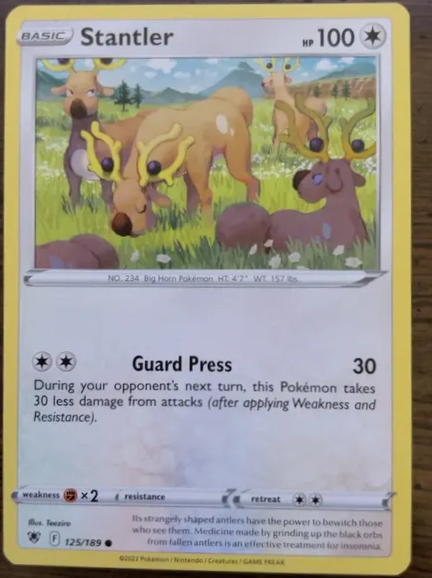 BASIC Stantler HP 100
NO. 234 Big Horn Pokémon HT: 4'7" WT: 157 lbs.
Guard Press 30
During your opponent's next turn, this Pokémon takes
30 less damage from attacks (after applying Weakness and
Resistance).
weakness ×2 resistance retreat
Illus. Teeziro
Its strangely shaped antlers have the power to bewitch those
who see them. Medicine made by grinding up the black orbs
from fallen antlers is an effective treatment for insomnia.
F 125/189
©2022 Pokémon / Nintendo / Creatures / GAME FREAK